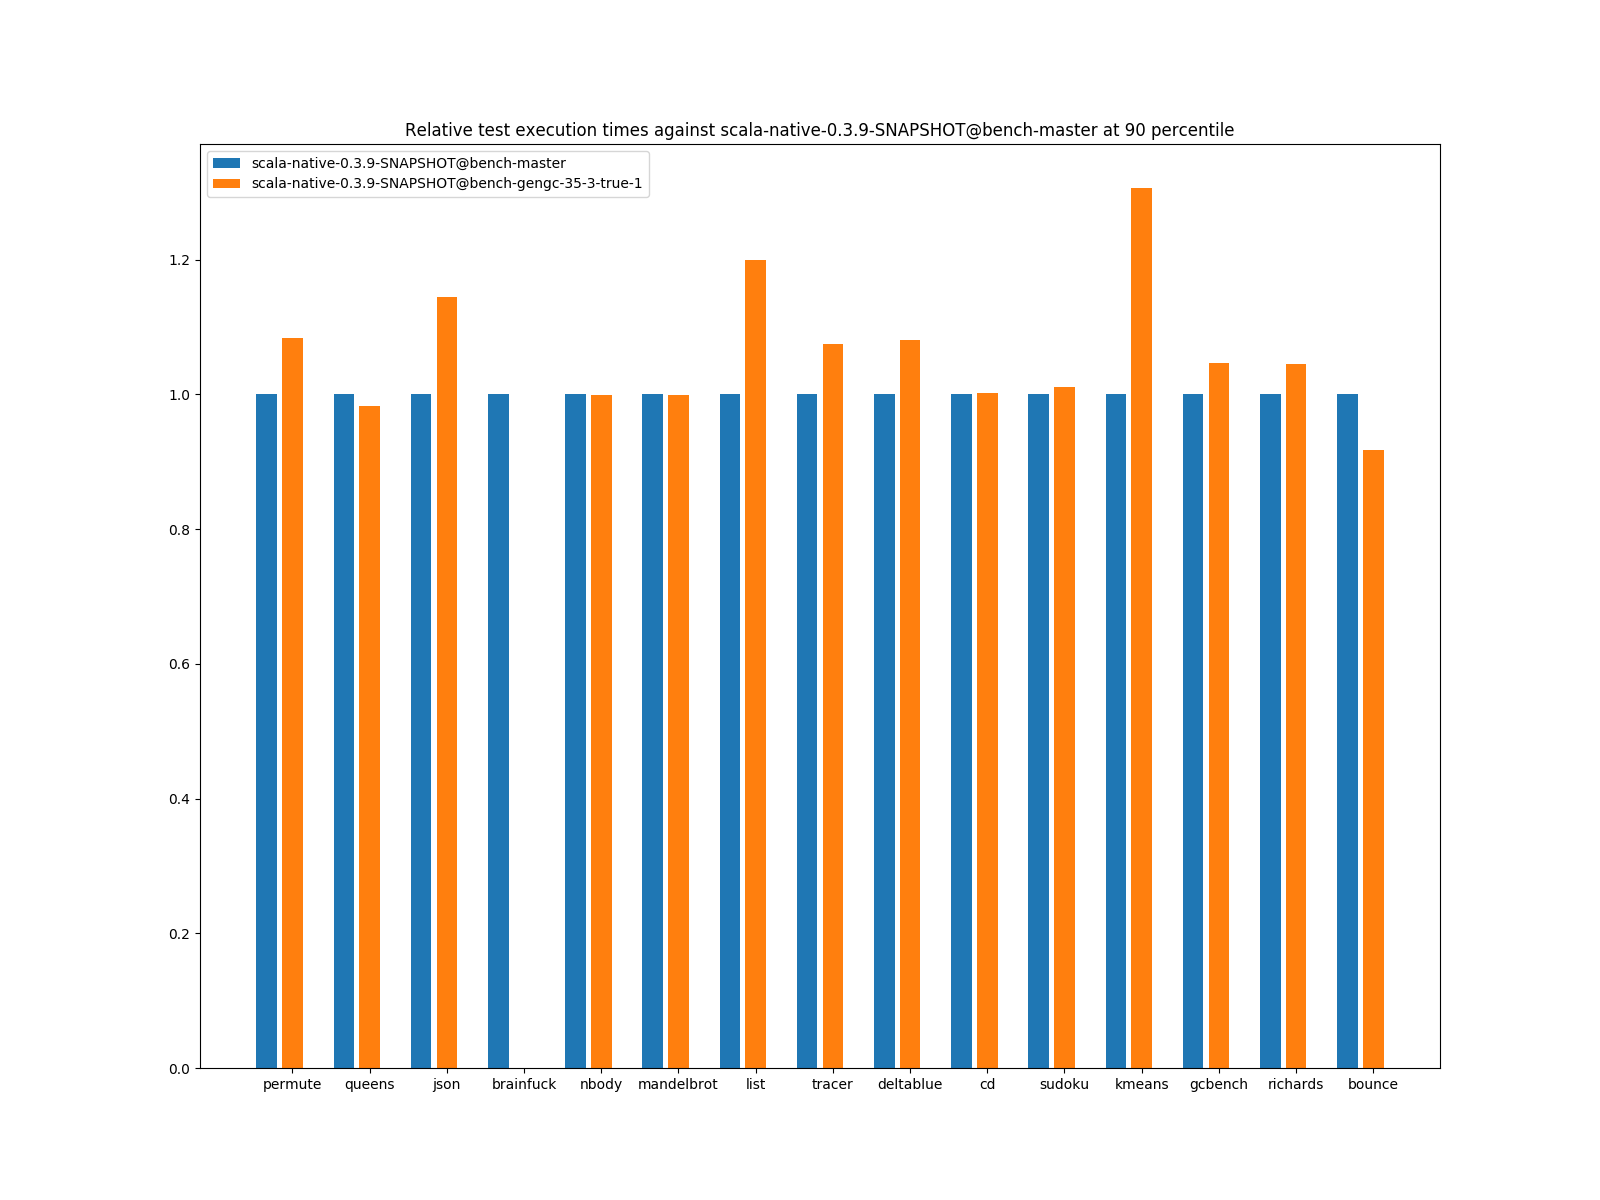 Relative test execution times against scala-native-0.3.9-SNAPSHOT@bench-master at 90 percentile
scala-native-0.3.9-SNAPSHOT@bench-master
scala-native-0.3.9-SNAPSHOT@bench-gengc-35-3-true-1
1.2
1.0
0.8
0.6
0.4
0.2
0.0
permute queens json brainfuck nbody mandelbrot list tracer deltablue cd sudoku kmeans gcbench richards bounce